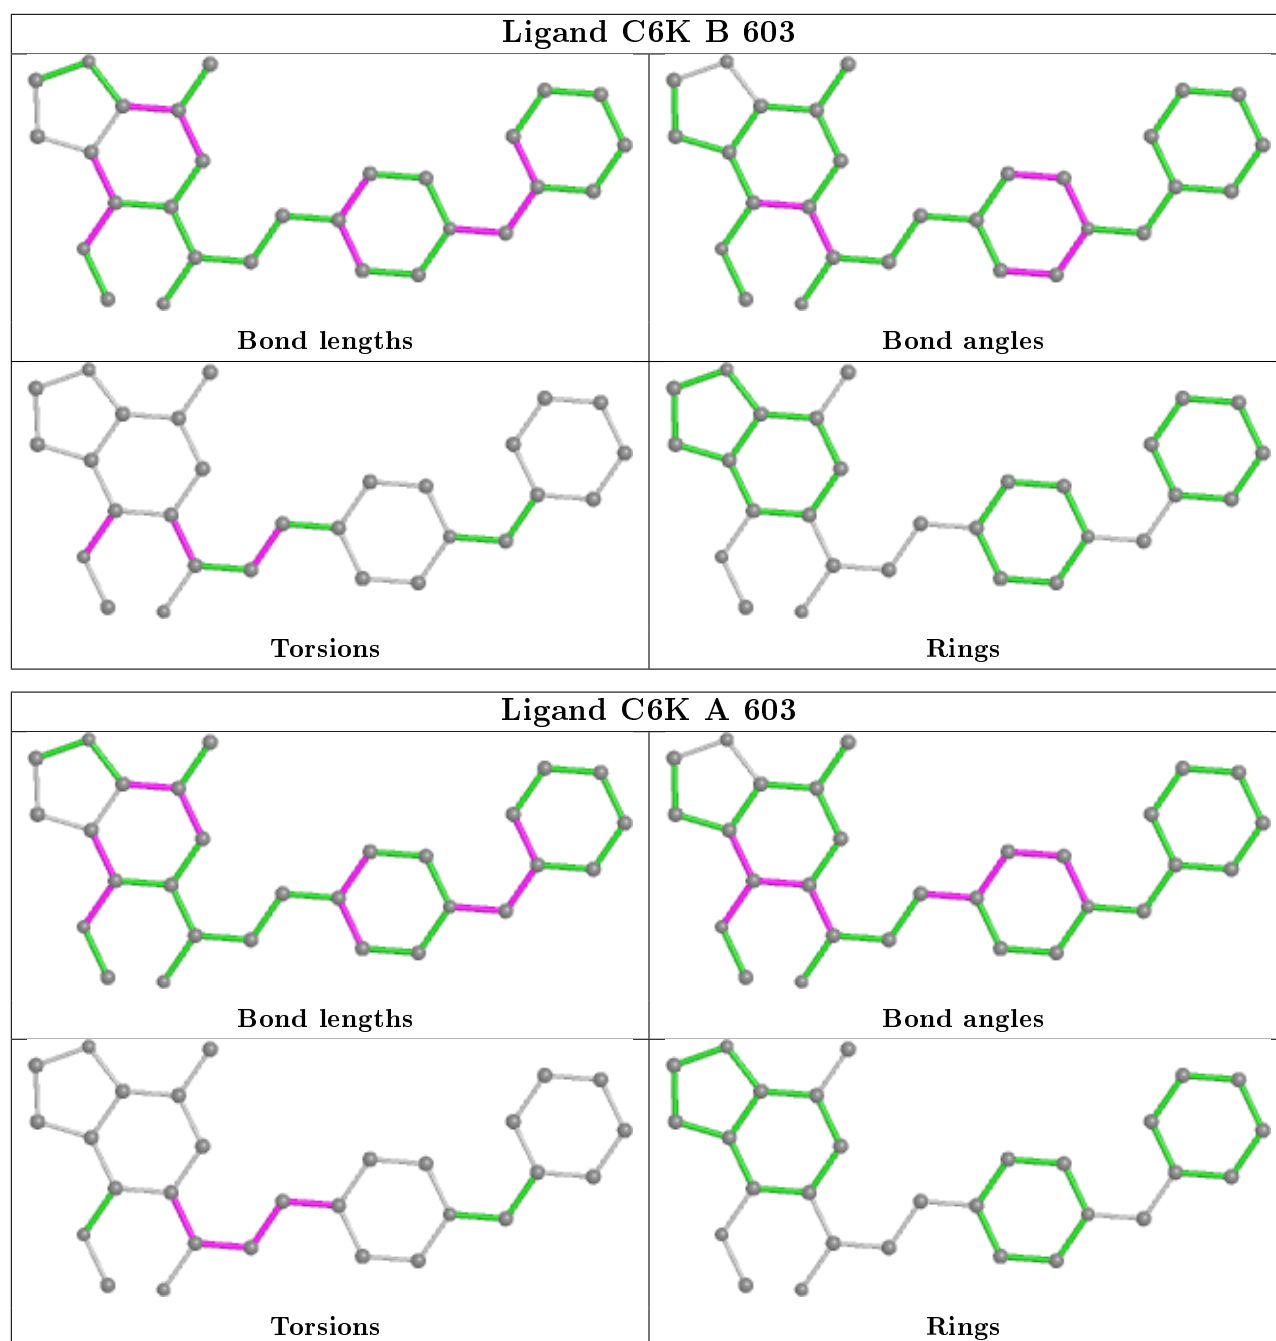 Ligand C6K B 603
Bond lengths
Bond angles
Torsions
Rings
Ligand C6K A 603
Bond lengths
Bond angles
Torsions
Rings